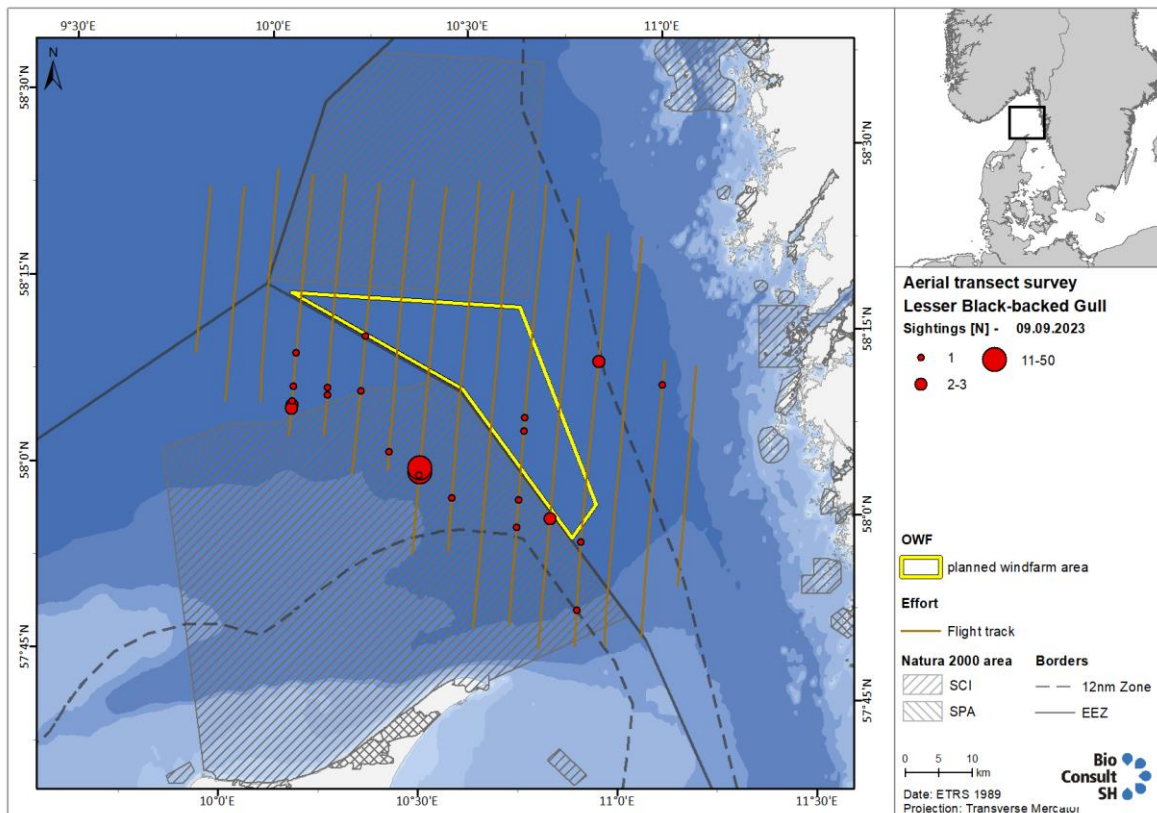 9°30'E 10°0'E 10°30'E 11°0'E
N
58°30'N
58°30'N
58°15'N
58°15'N
58°0'N
58°0'N
57°45'N
57°45'N
10°0'E 10°30'E 11°0'E 11°30'E
Aerial transect survey
Lesser Black-backed Gull
Sightings [N] - 09.09.2023
1 11-50
2-3
OWF
planned windfarm area
Effort
Flight track
Natura 2000 area Borders
SCI 12nm Zone
SPA EEZ
0 5 10
km
Date: ETRS 1989
Projection: Transverse Mercator
Bio
Consult
SH